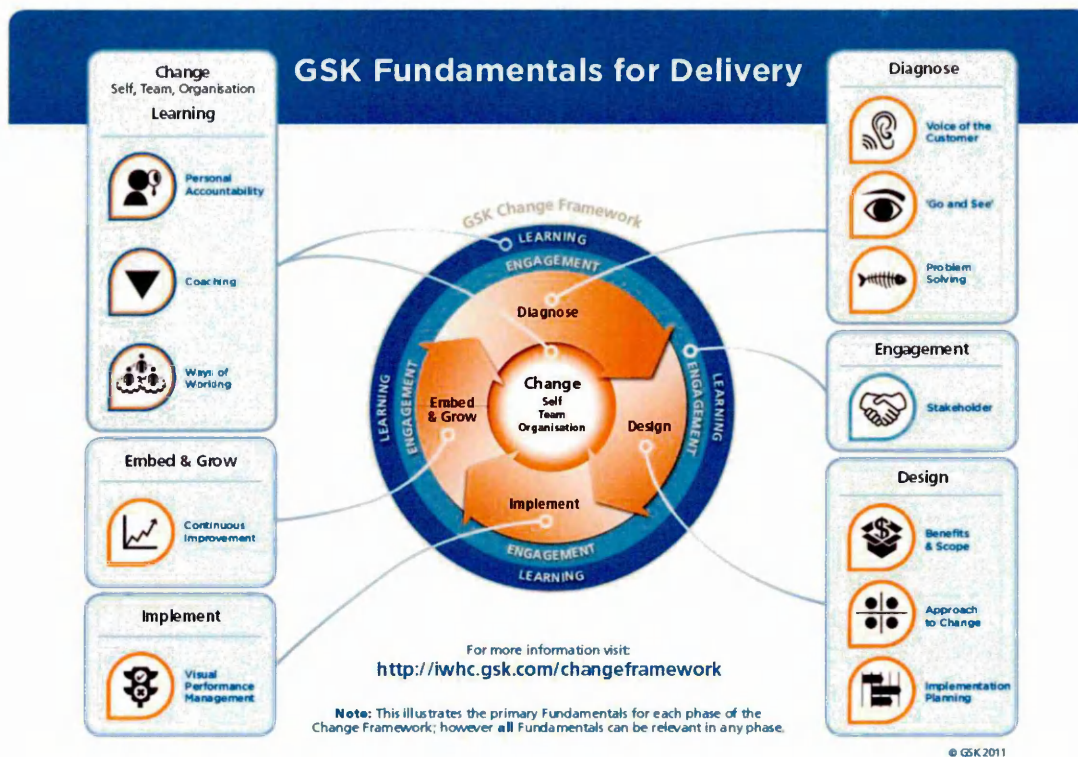 GSK Fundamentals for Delivery
Change
Self, Team, Organisation
Learning
Personal
Accountability
Coaching
Ways of
Working
Embed & Grow
Continuous
Improvement
Implement
Visual
Performance
Management
GSK Change Framework
LEARNING
ENGAGEMENT
Diagnose
LEARNING
ENGAGEMENT
Embed
& Grow
Change
Self
Team
Organisation
Design
ENGAGEMENT
LEARNING
Implement
ENGAGEMENT
LEARNING
Diagnose
Voice of the
Customer
'Go and See'
Problem
Solving
Engagement
Stakeholder
Design
Benefits
& Scope
Approach
to Change
Implementation
Planning
For more information visit:
http://iwhc.gsk.com/changeframework
Note: This illustrates the primary Fundamentals for each phase of the
Change Framework; however all Fundamentals can be relevant in any phase.
© GSK 2011